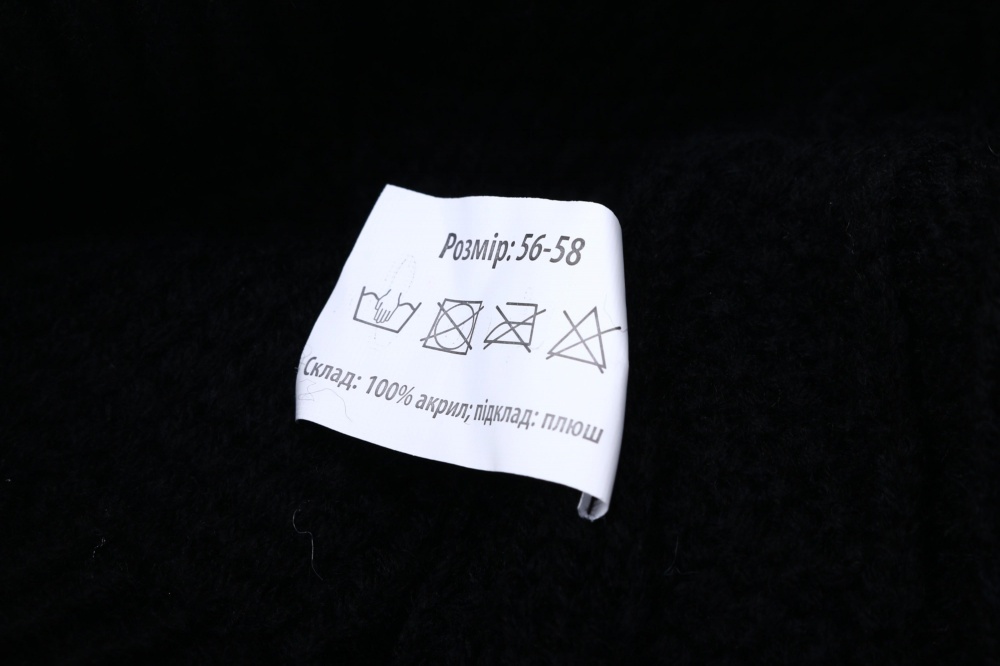 Розмір: 56-58
Склад: 100% акрил; підклад: плюш